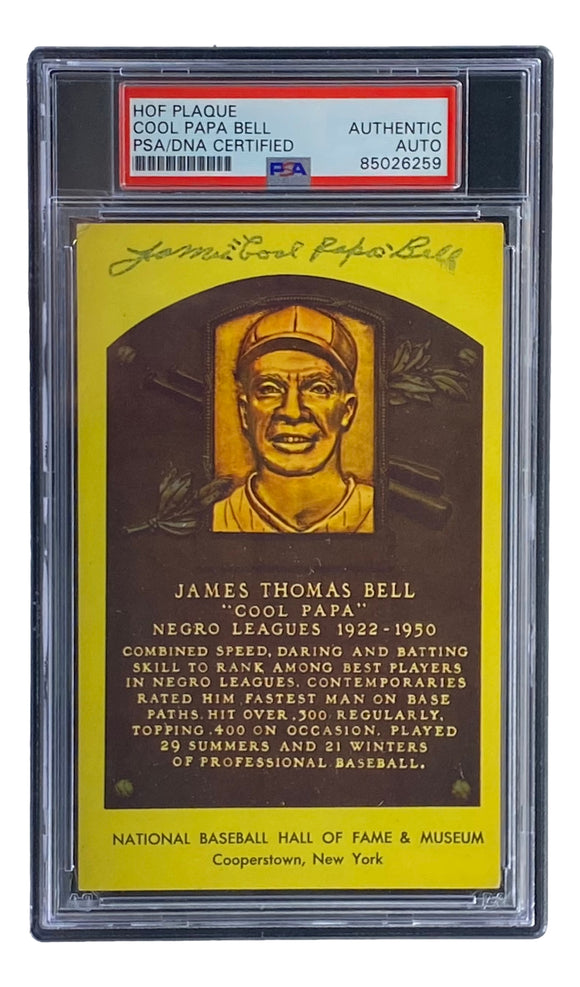 HOF PLAQUE
COOL PAPA BELL
PSA/DNA CERTIFIED
AUTHENTIC
AUTO
85026259
PSA
James "Cool Papa" Bell
JAMES THOMAS BELL
"COOL PAPA"
NEGRO LEAGUES 1922-1950
COMBINED SPEED, DARING AND BATTING
SKILL TO RANK AMONG BEST PLAYERS
IN NEGRO LEAGUES. CONTEMPORARIES
RATED HIM FASTEST MAN ON BASE
PATHS. HIT OVER .300 REGULARLY,
TOPPING .400 ON OCCASION. PLAYED
29 SUMMERS AND 21 WINTERS
OF PROFESSIONAL BASEBALL.
NATIONAL BASEBALL HALL OF FAME & MUSEUM
Cooperstown, New York